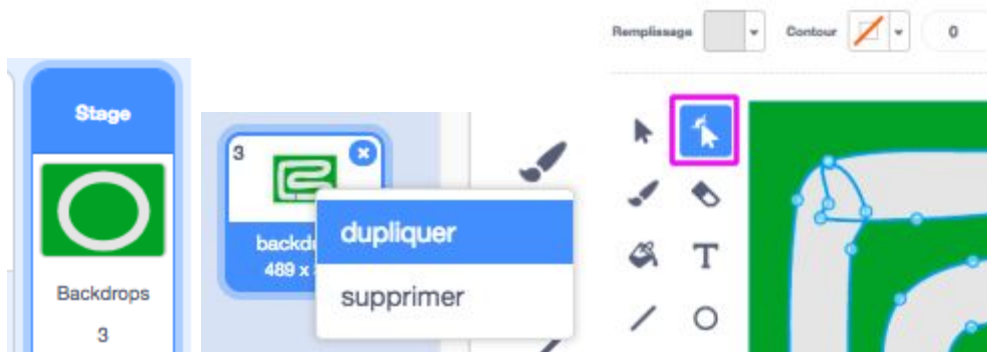 Remplissage Contour 0
Stage
Backdrops
3
3
backd
489 x
dupliquer
supprimer
T